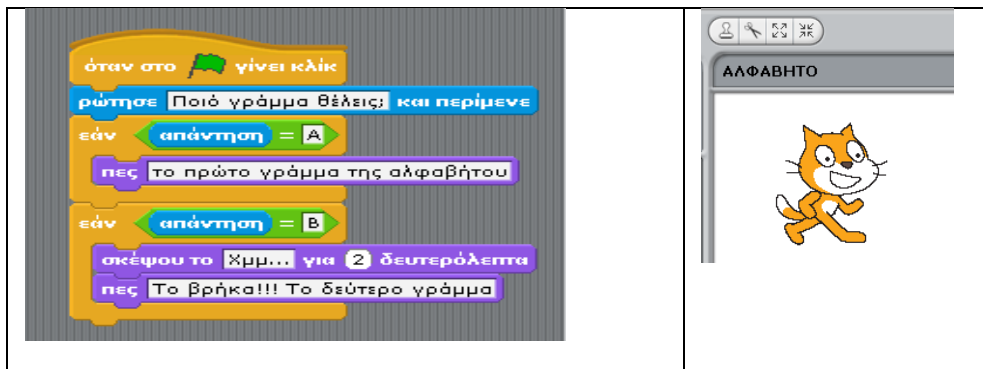 όταν στο γίνει κλίκ
ρώτησε Ποιό γράμμα θέλεις; και περίμενε
εάν απάντηση = Α
πες το πρώτο γράμμα της αλφαβήτου
εάν απάντηση = Β
σκέψου το Χμμ... για 2 δευτερόλεπτα
πες Το βρήκα!!! Το δεύτερο γράμμα
ΑΛΦΑΒΗΤΟ